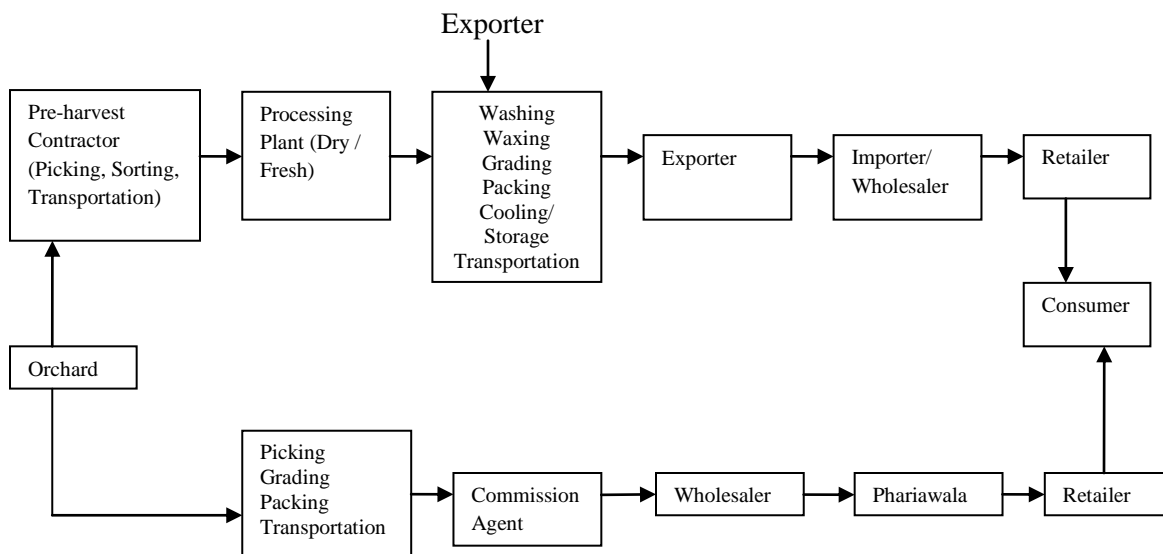 Exporter
Pre-harvest
Contractor
(Picking, Sorting,
Transportation)
Processing
Plant (Dry /
Fresh)
Washing
Waxing
Grading
Packing
Cooling/
Storage
Transportation
Exporter
Importer/
Wholesaler
Retailer
Consumer
Orchard
Picking
Grading
Packing
Transportation
Commission
Agent
Wholesaler
Phariawala
Retailer